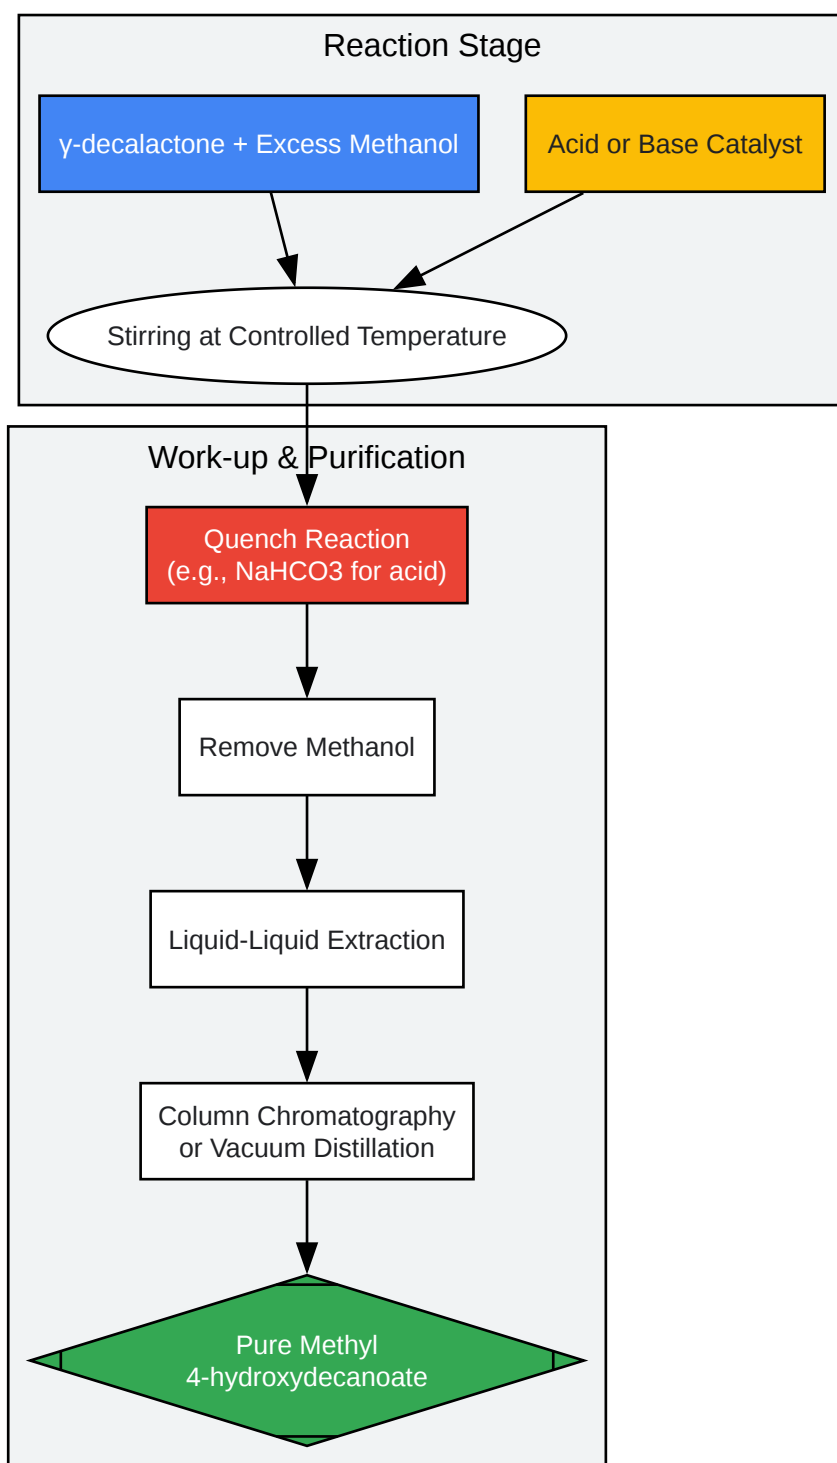 Reaction Stage
γ-decalactone + Excess Methanol
Acid or Base Catalyst
Stirring at Controlled Temperature
Work-up & Purification
Quench Reaction
(e.g., NaHCO3 for acid)
Remove Methanol
Liquid-Liquid Extraction
Column Chromatography
or Vacuum Distillation
Pure Methyl
4-hydroxydecanoate